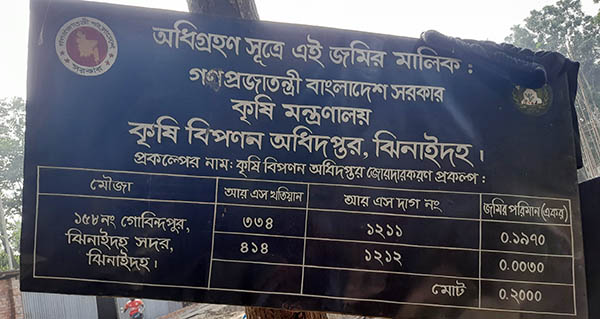 অধিগ্রহণ সূত্রে এই জমির মালিক :
গণপ্রজাতন্ত্রী বাংলাদেশ সরকার
কৃষি মন্ত্রণালয়
কৃষি বিপণন অধিদপ্তর, ঝিনাইদহ।
প্রকল্পের নাম: কৃষি বিপণন অধিদপ্তর জোরদারকরণ প্রকল্প :
মৌজা আর এস খতিয়ান আর এস দাগ নং জমির পরিমান (একর)
১৫৮নং গোবিন্দপুর, ৩৩৪ ১২১১ ০.১৯৭০
ঝিনাইদহ সদর, ৪১৪ ১২১২ ০.০০৩০
ঝিনাইদহ।
মোট ০.২০০০